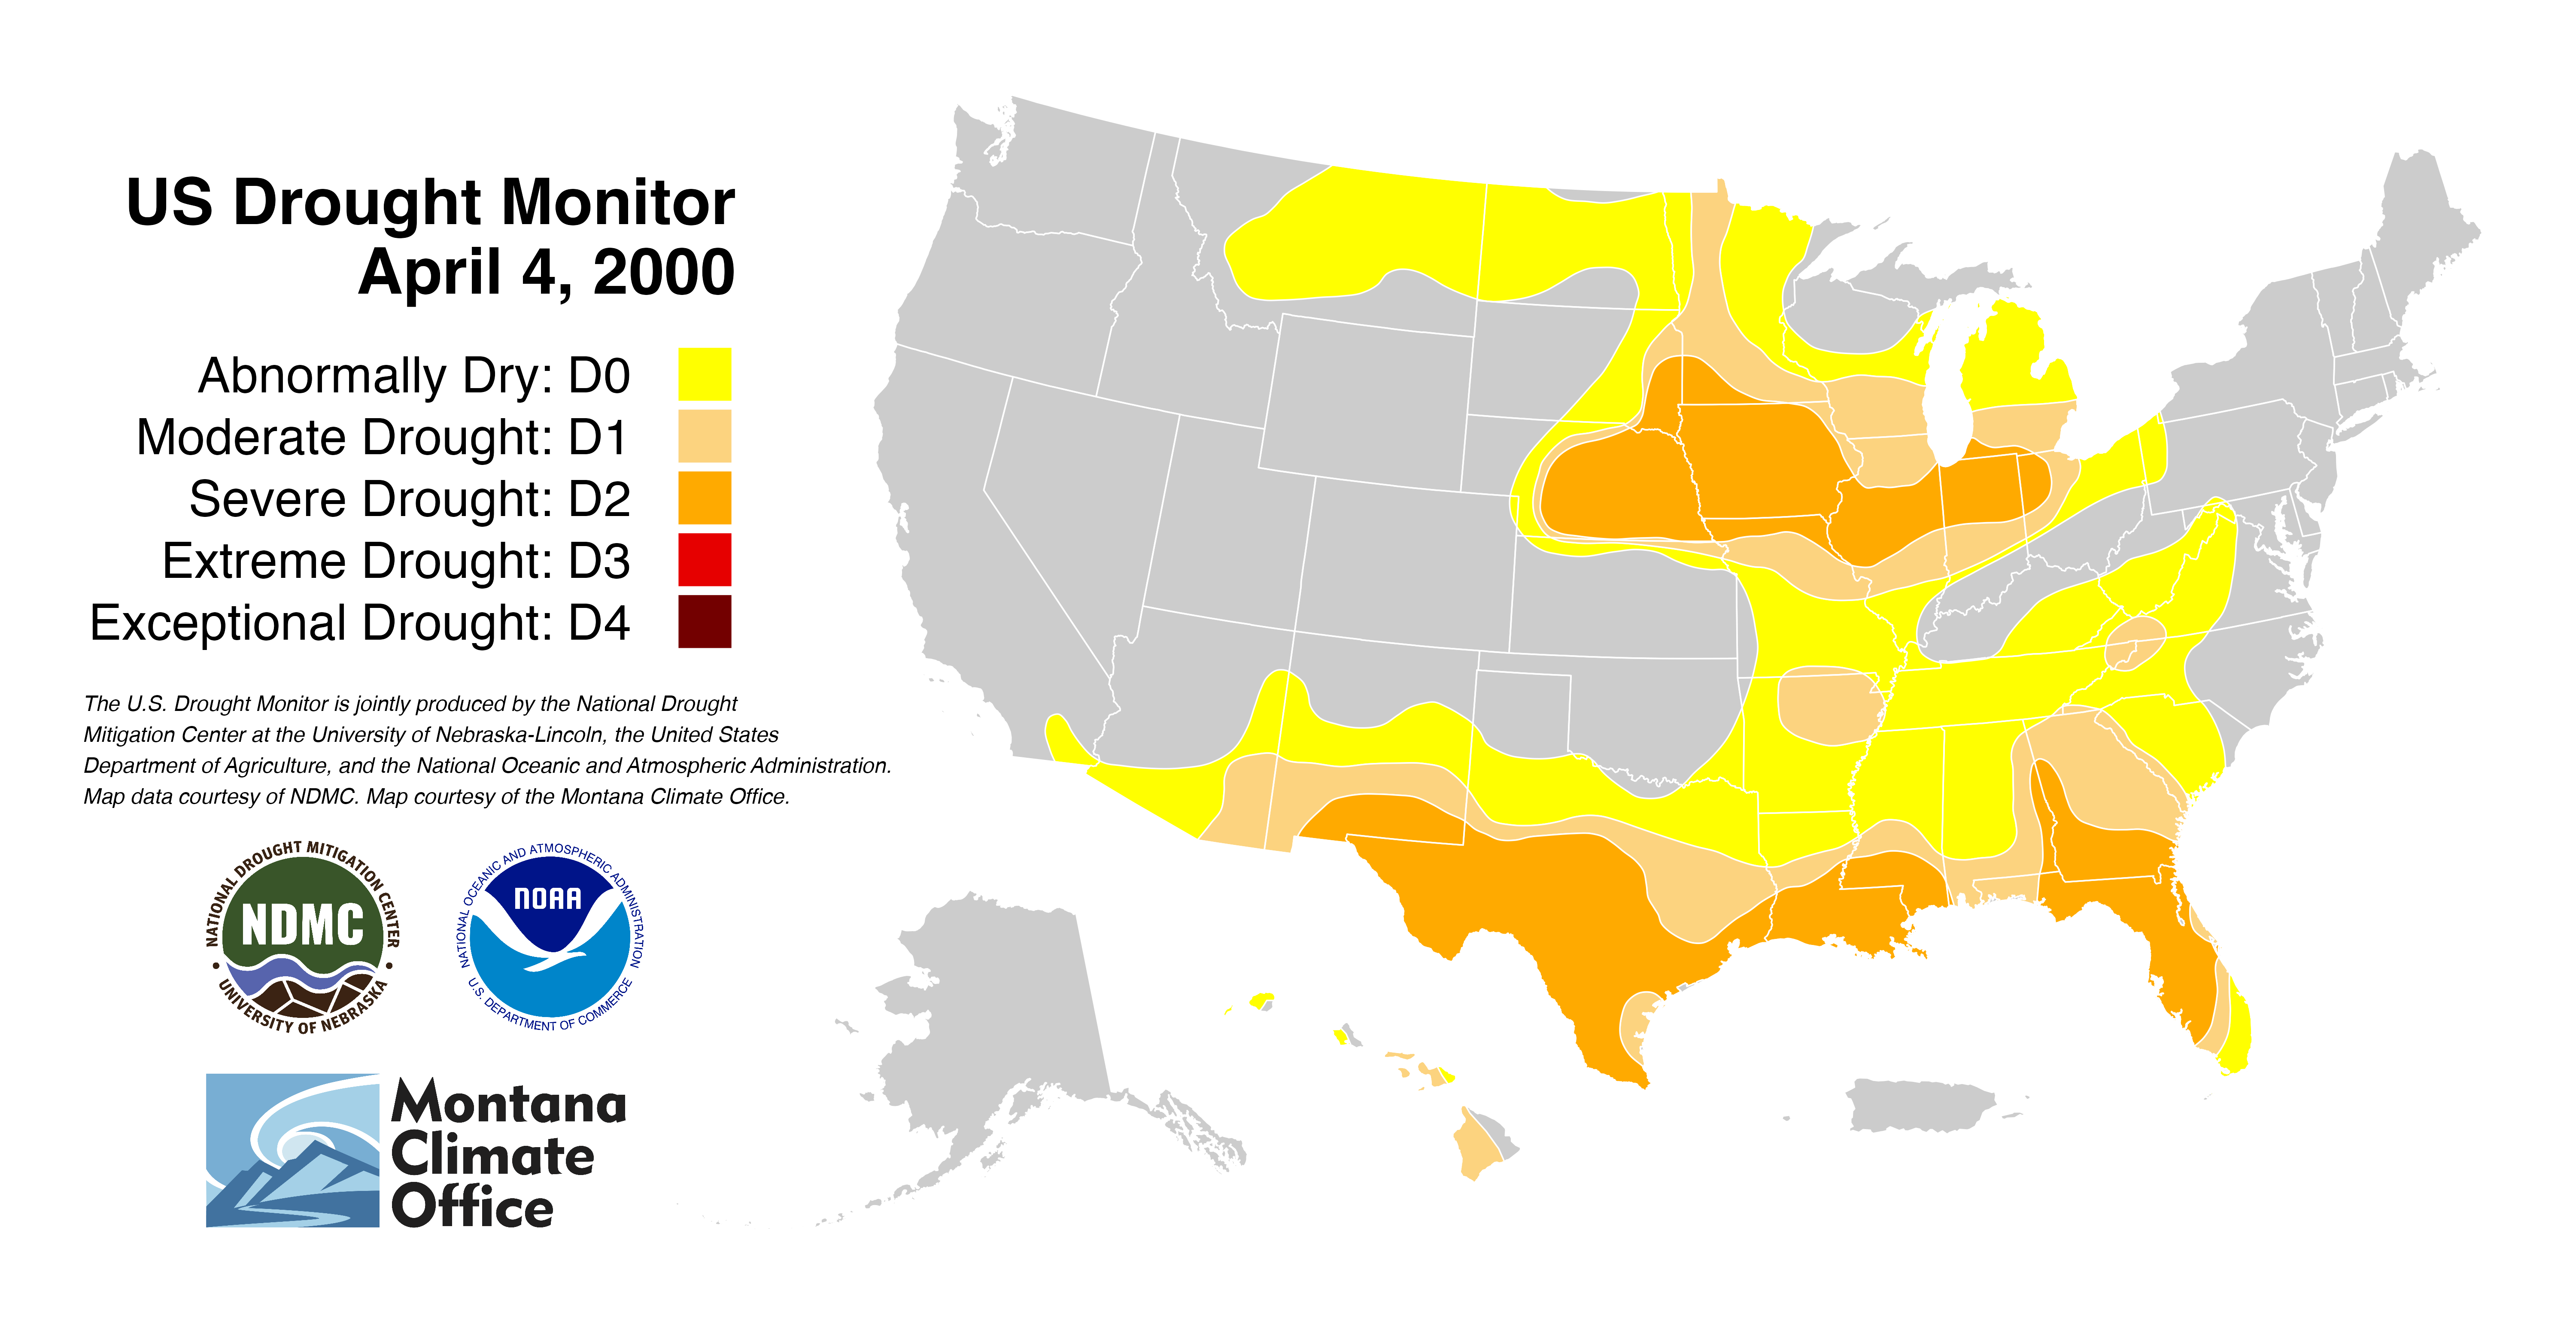 US Drought Monitor
April 4, 2000
Abnormally Dry: D0
Moderate Drought: D1
Severe Drought: D2
Extreme Drought: D3
Exceptional Drought: D4
The U.S. Drought Monitor is jointly produced by the National Drought
Mitigation Center at the University of Nebraska-Lincoln, the United States
Department of Agriculture, and the National Oceanic and Atmospheric Administration.
Map data courtesy of NDMC. Map courtesy of the Montana Climate Office.
NATIONAL DROUGHT MITIGATION CENTER
NDMC
UNIVERSITY OF NEBRASKA
NATIONAL OCEANIC AND ATMOSPHERIC ADMINISTRATION
NOAA
U.S. DEPARTMENT OF COMMERCE
Montana
Climate
Office